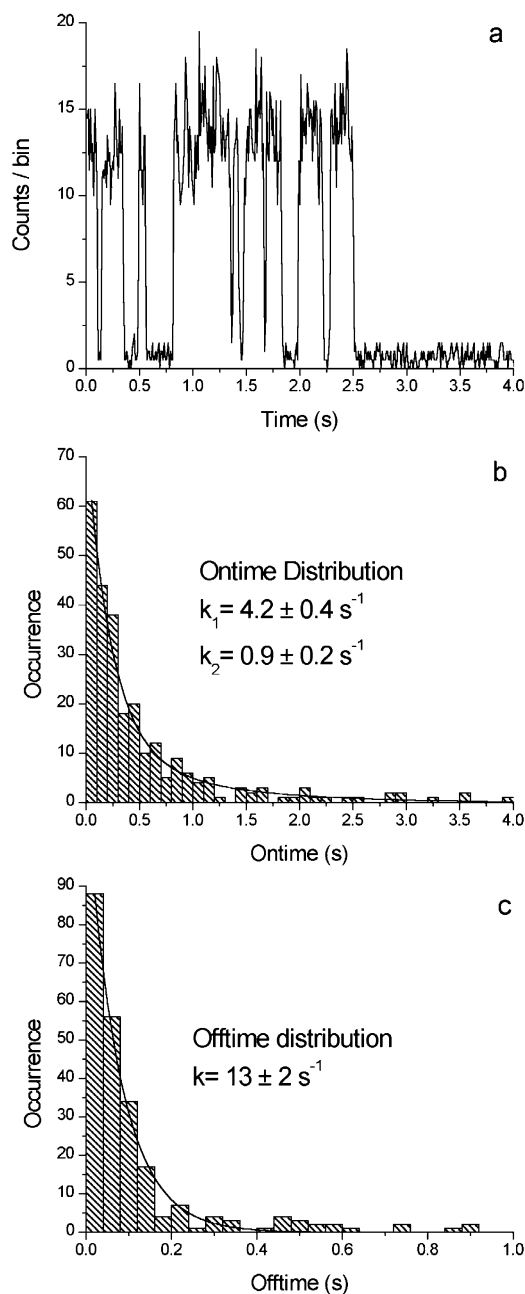 a
20
15
10
5
0
Counts / bin
0.0 0.5 1.0 1.5 2.0 2.5 3.0 3.5 4.0
Time (s)
b
70
60
50
40
30
20
10
0
Occurrence
Ontime Distribution
k₁= 4.2 ± 0.4 s⁻¹
k₂= 0.9 ± 0.2 s⁻¹
0.0 0.5 1.0 1.5 2.0 2.5 3.0 3.5 4.0
Ontime (s)
c
90
80
70
60
50
40
30
20
10
0
Occurrence
Offtime distribution
k= 13 ± 2 s⁻¹
0.0 0.2 0.4 0.6 0.8 1.0
Offtime (s)